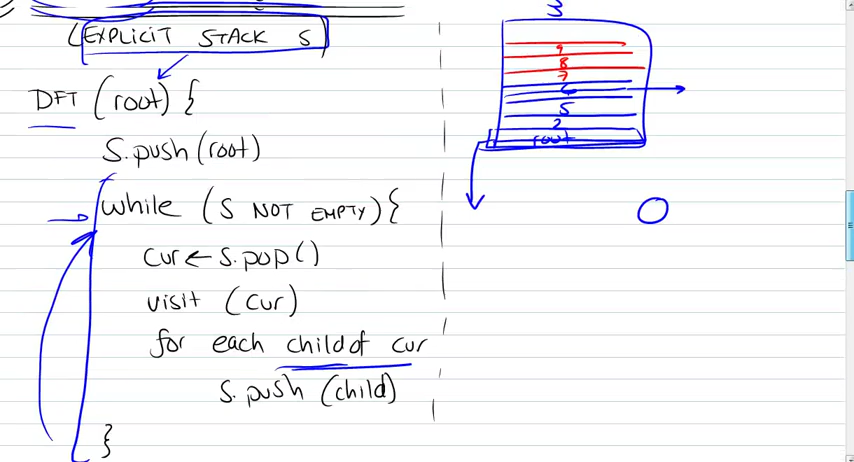 (EXPLICIT STACK S)
DFT (root) {
S.push(root)
while (S NOT EMPTY){
cur ← S.pop()
visit (cur)
for each child of cur
S.push (child)
}
3
9
8
7
6
5
2
root